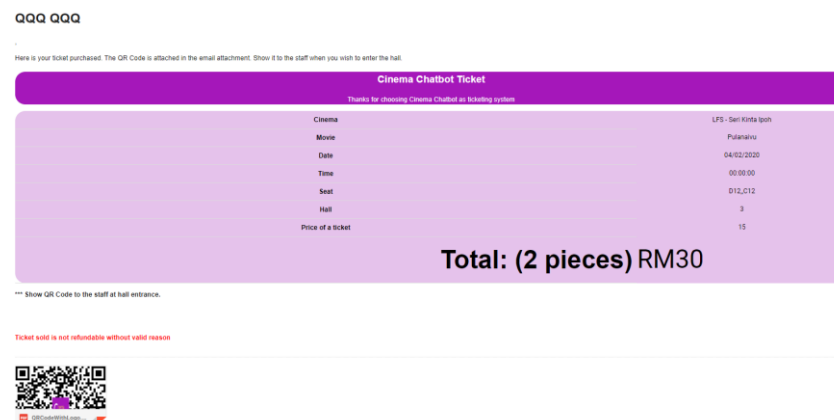 QQQ QQQ
.
Here is your ticket purchased. The QR Code is attached in the email attachment. Show it to the staff when you wish to enter the hall.
Cinema Chatbot Ticket
Thanks for choosing Cinema Chatbot as ticketing system
Cinema LFS - Seri Kinta Ipoh
Movie Pulanaivu
Date 04/02/2020
Time 00:00:00
Seat D12,C12
Hall 3
Price of a ticket 15
Total: (2 pieces) RM30
*** Show QR Code to the staff at hall entrance.
Ticket sold is not refundable without valid reason
QRCodeWithLogo...